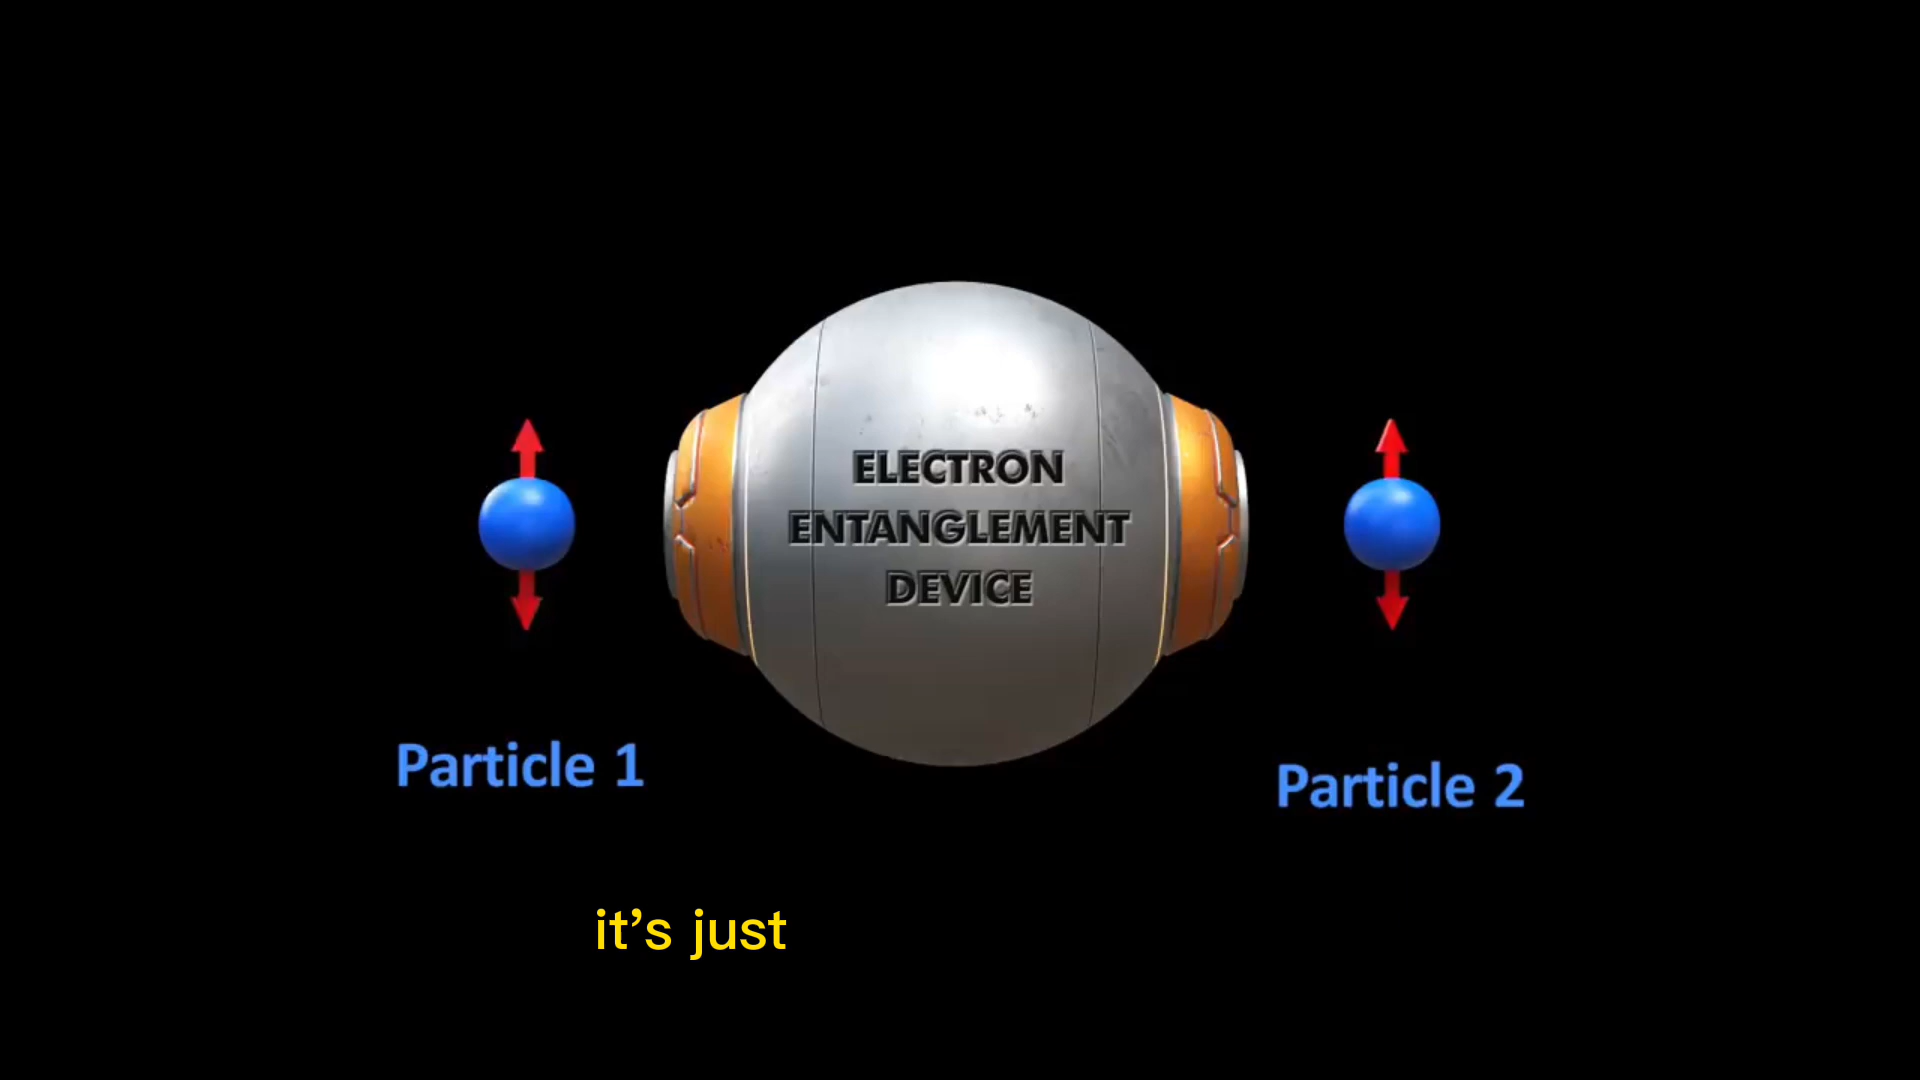 ELECTRON
ENTANGLEMENT
DEVICE
Particle 1
Particle 2
it’s just